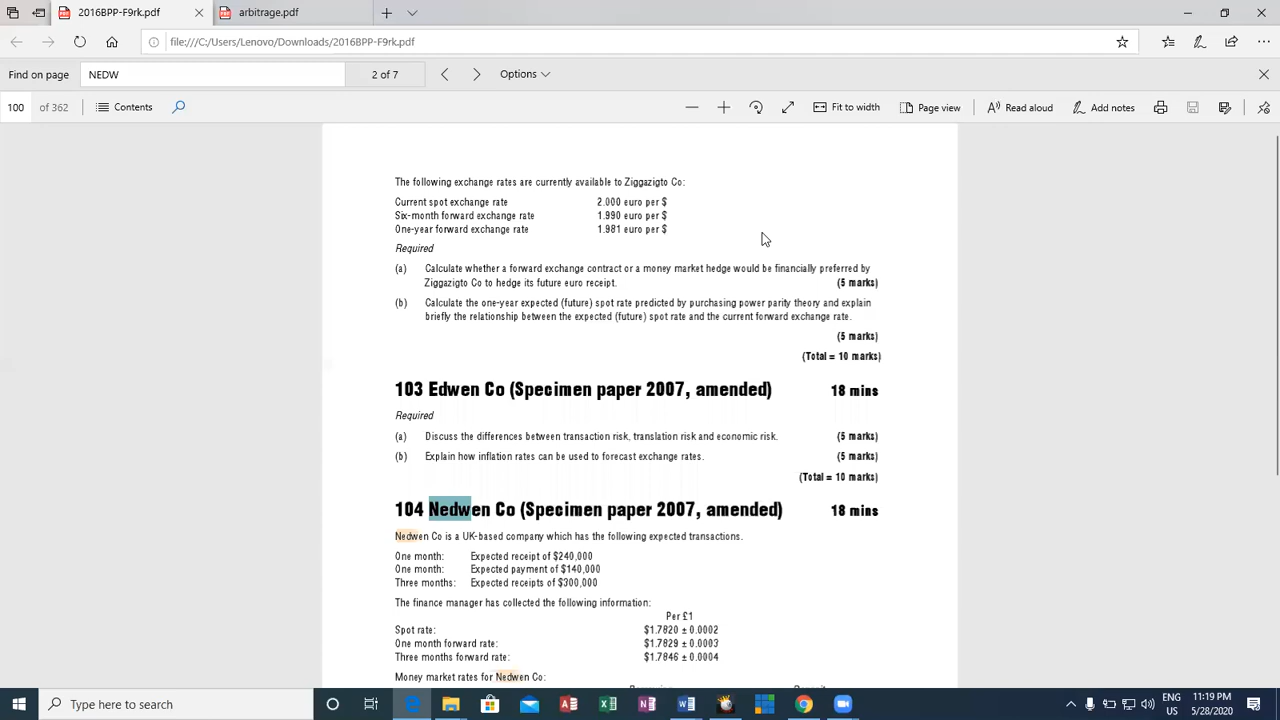 2016BPP-F9rk.pdf
arbitrage.pdf
file:///C:/Users/Lenovo/Downloads/2016BPP-F9rk.pdf
Find on page NEDW 2 of 7 Options
100 of 362 Contents Fit to width Page view Read aloud Add notes
The following exchange rates are currently available to Ziggazigto Co:
Current spot exchange rate 2.000 euro per $
Six-month forward exchange rate 1.990 euro per $
One-year forward exchange rate 1.981 euro per $
Required
(a) Calculate whether a forward exchange contract or a money market hedge would be financially preferred by
Ziggazigto Co to hedge its future euro receipt. (5 marks)
(b) Calculate the one-year expected (future) spot rate predicted by purchasing power parity theory and explain
briefly the relationship between the expected (future) spot rate and the current forward exchange rate.
(5 marks)
(Total = 10 marks)
103 Edwen Co (Specimen paper 2007, amended) 18 mins
Required
(a) Discuss the differences between transaction risk, translation risk and economic risk. (5 marks)
(b) Explain how inflation rates can be used to forecast exchange rates. (5 marks)
(Total = 10 marks)
104 Nedwen Co (Specimen paper 2007, amended) 18 mins
Nedwen Co is a UK-based company which has the following expected transactions.
One month: Expected receipt of $240,000
One month: Expected payment of $140,000
Three months: Expected receipts of $300,000
The finance manager has collected the following information:
Per £1
Spot rate: $1.7820 ± 0.0002
One month forward rate: $1.7829 ± 0.0003
Three months forward rate: $1.7846 ± 0.0004
Money market rates for Nedwen Co:
Type here to search
ENG
US
11:19 PM
5/28/2020